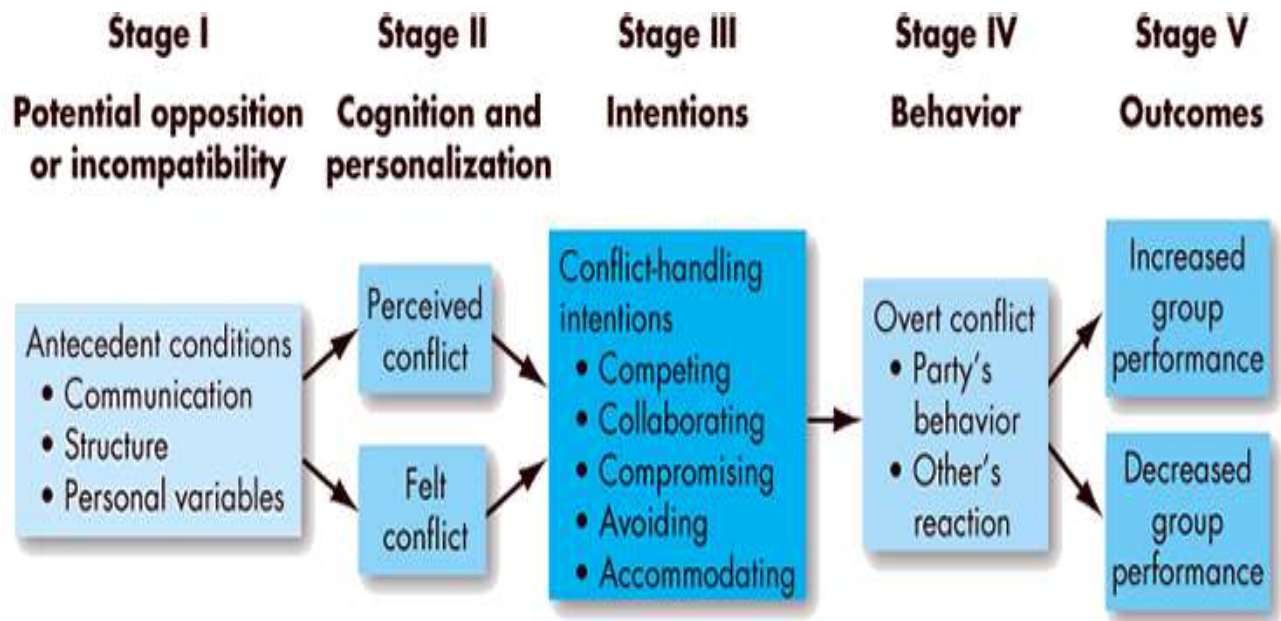 Stage I
Potential opposition
or incompatibility
Stage II
Cognition and
personalization
Stage III
Intentions
Stage IV
Behavior
Stage V
Outcomes
Antecedent conditions
• Communication
• Structure
• Personal variables
Perceived
conflict
Felt
conflict
Conflict-handling
intentions
• Competing
• Collaborating
• Compromising
• Avoiding
• Accommodating
Overt conflict
• Party's
behavior
• Other's
reaction
Increased
group
performance
Decreased
group
performance